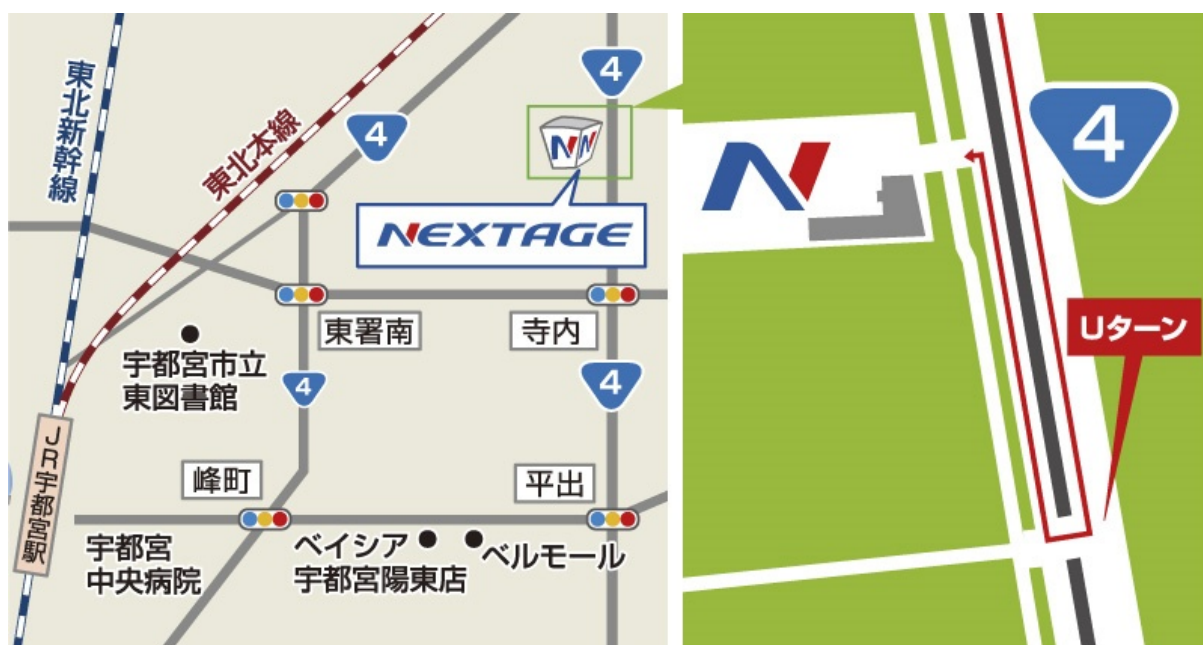 東北新幹線
東北本線
4
4
N N
NEXTAGE
東署南
寺内
宇都宮市立
東図書館
4
4
JR宇都宮駅
峰町
平出
宇都宮
中央病院
ベイシア
宇都宮陽東店
ベルモール
N
4
Uターン